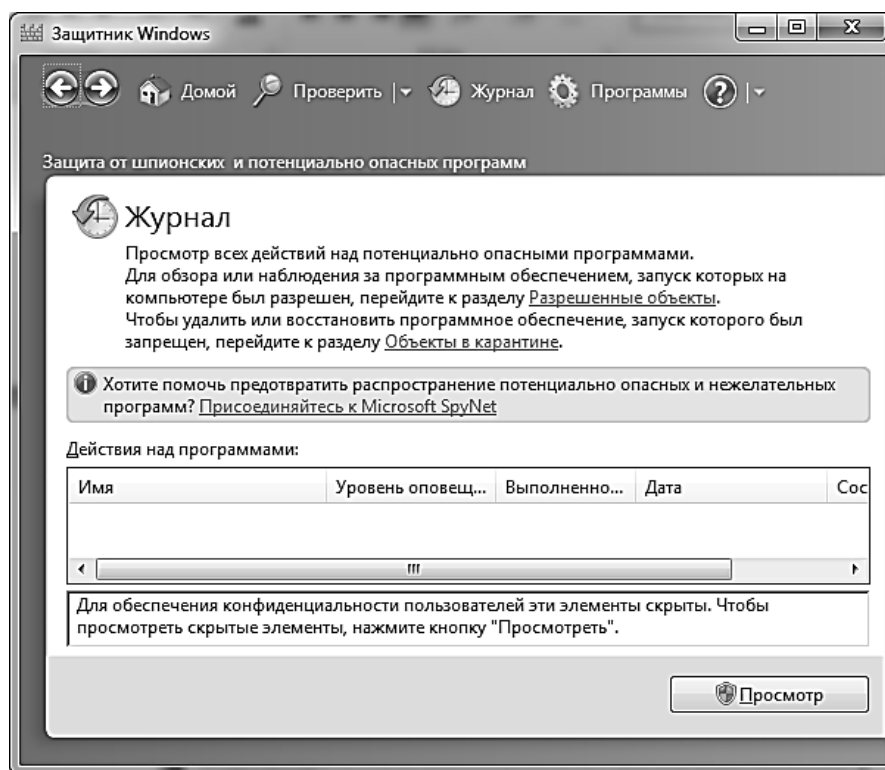 Защитник Windows
Домой Проверить Журнал Программы ?
Защита от шпионских и потенциально опасных программ
Журнал
Просмотр всех действий над потенциально опасными программами.
Для обзора или наблюдения за программным обеспечением, запуск которых на
компьютере был разрешен, перейдите к разделу Разрешенные объекты.
Чтобы удалить или восстановить программное обеспечение, запуск которого был
запрещен, перейдите к разделу Объекты в карантине.
Хотите помочь предотвратить распространение потенциально опасных и нежелательных
программ? Присоединяйтесь к Microsoft SpyNet
Действия над программами:
Имя Уровень оповещ... Выполненно... Дата Сос
Для обеспечения конфиденциальности пользователей эти элементы скрыты. Чтобы
просмотреть скрытые элементы, нажмите кнопку "Просмотреть".
Просмотр